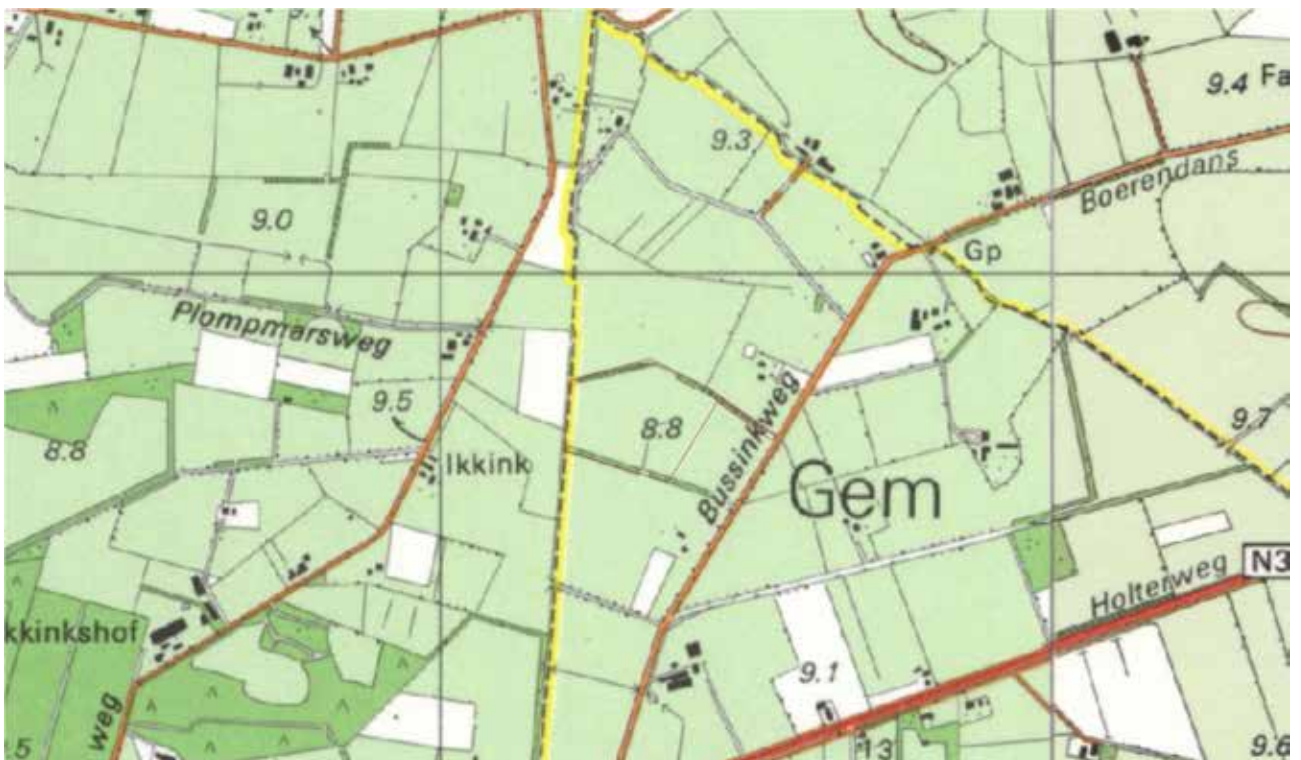 9.4
Fa
9.3
Boerendans
9.0
Gp
Plompmarsweg
9.5
8.8
9.7
8.8
Ikkink
Bussinkweg
Gem
Holterweg
N3
kkinkshof
9.1
weg
.5
13
9.6